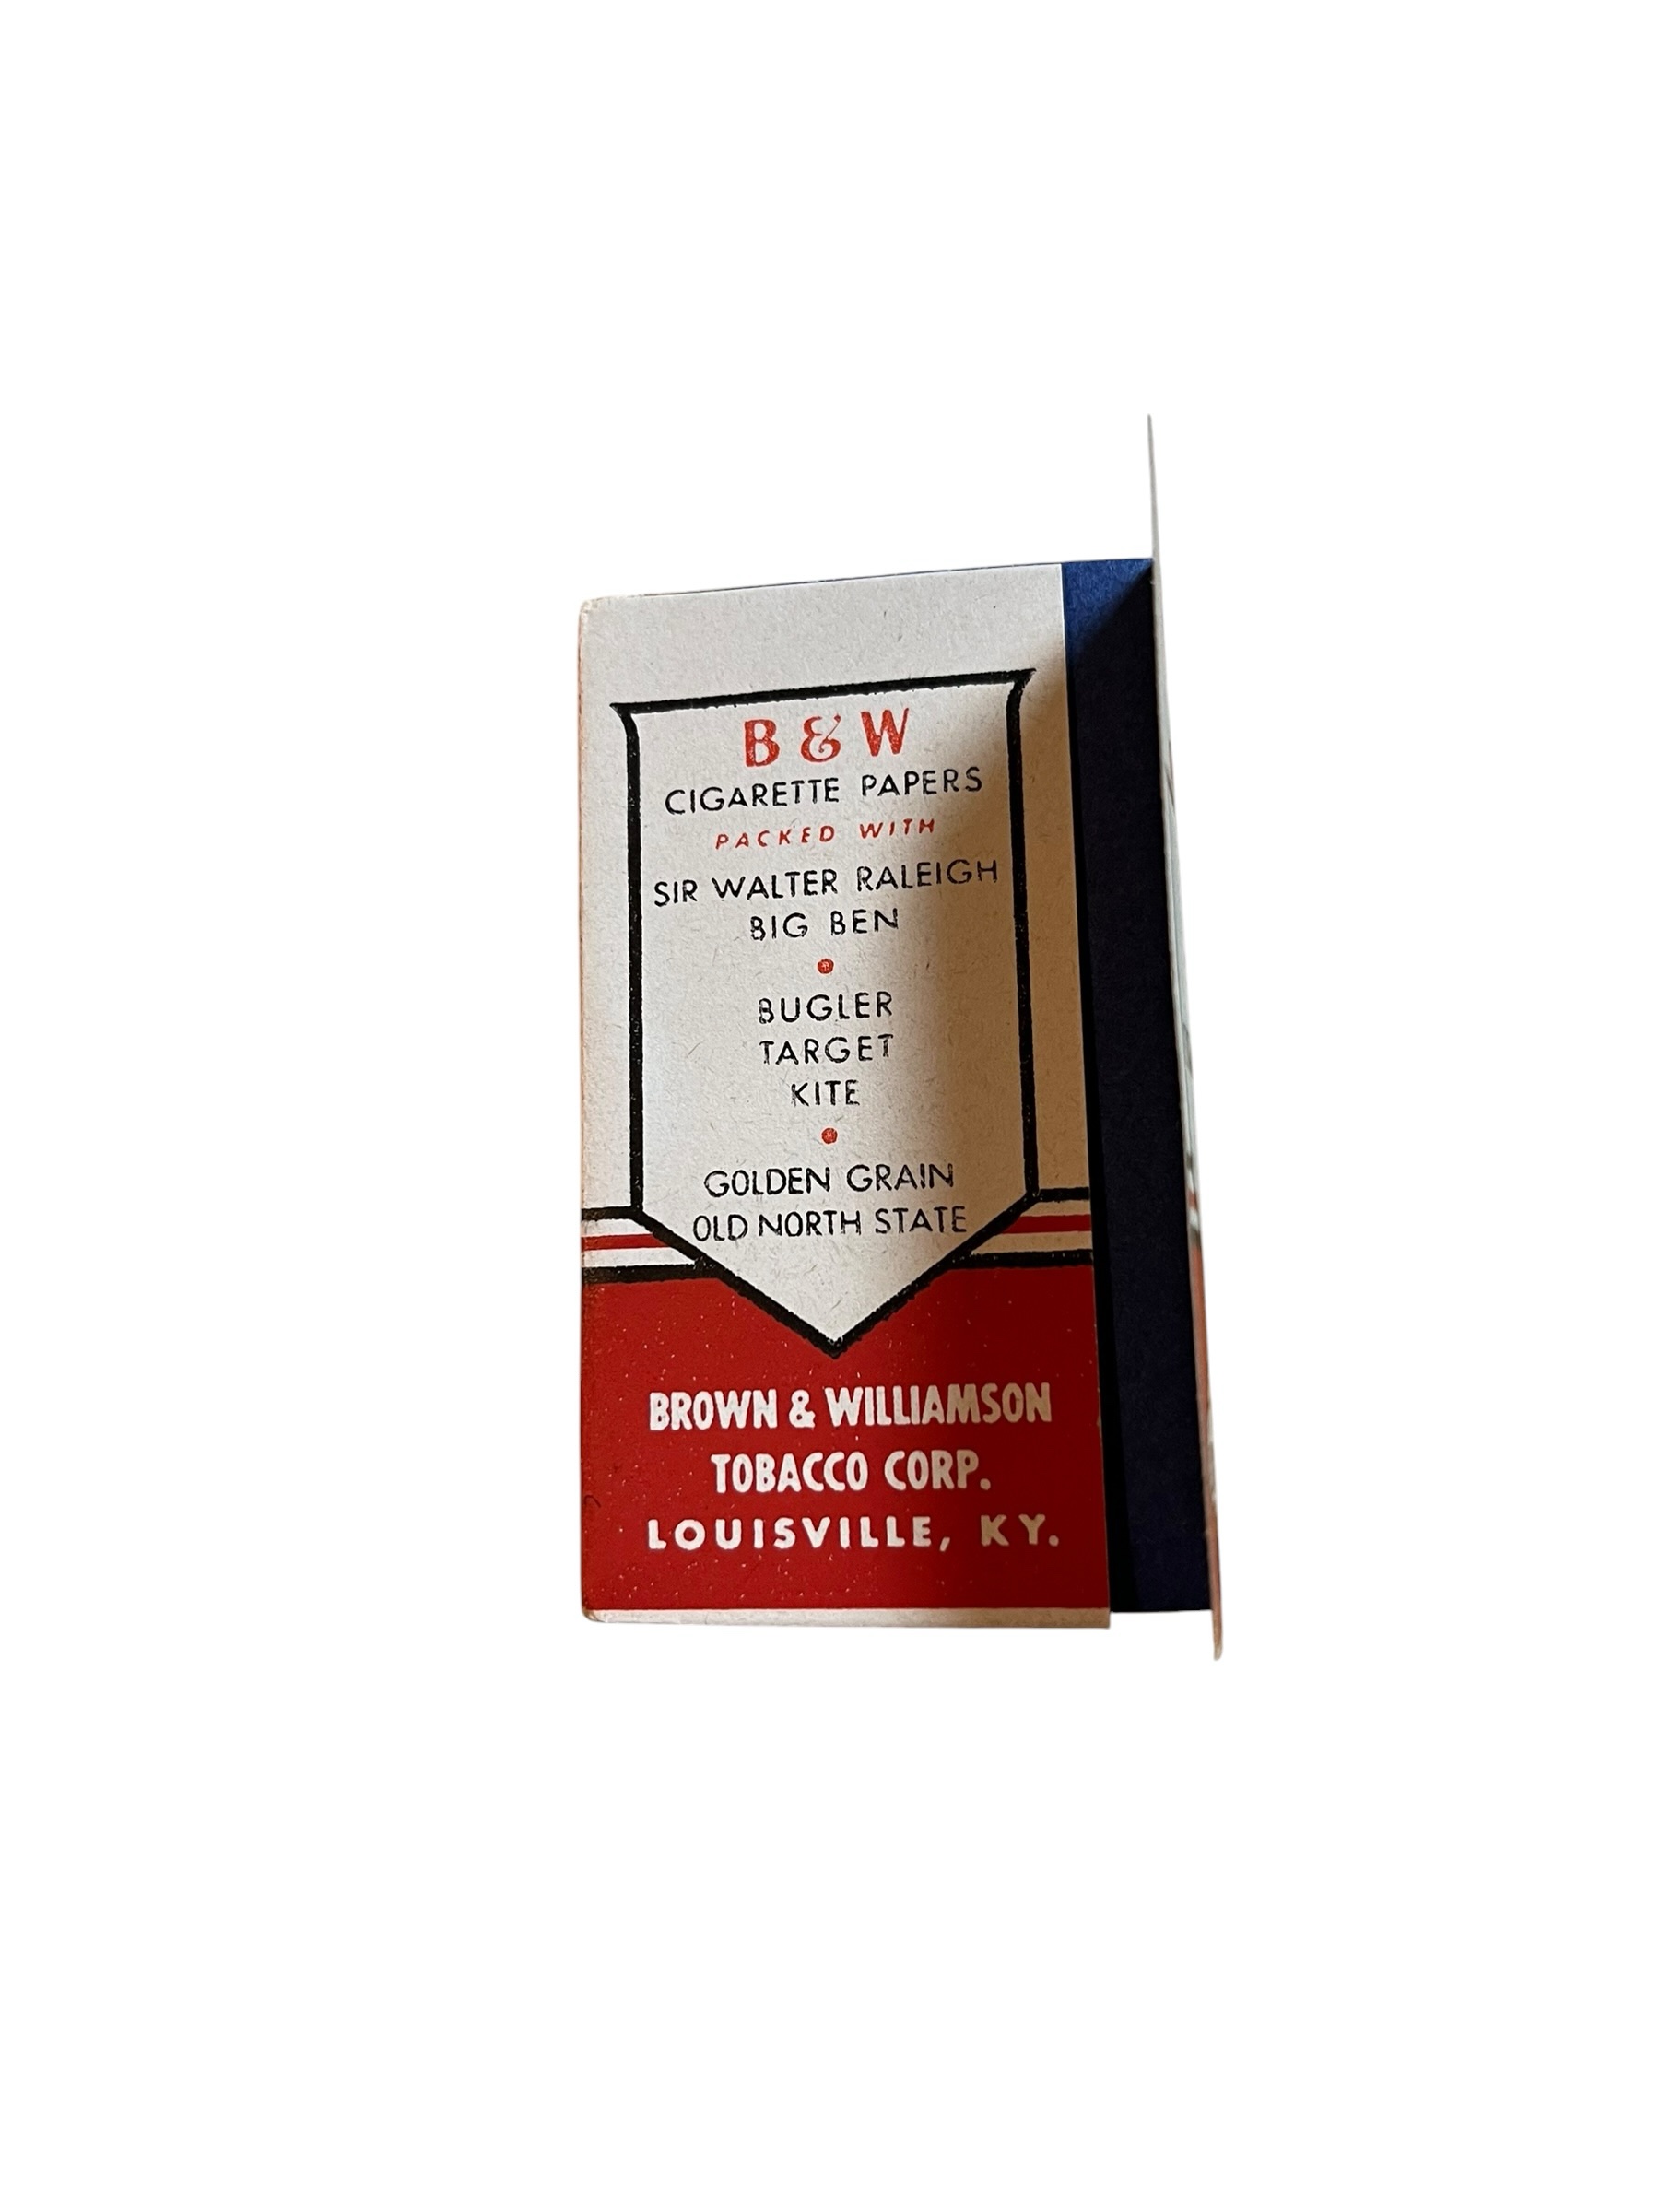 B & W
CIGARETTE PAPERS
PACKED WITH
SIR WALTER RALEIGH
BIG BEN
•
BUGLER
TARGET
KITE
•
GOLDEN GRAIN
OLD NORTH STATE
BROWN & WILLIAMSON
TOBACCO CORP.
LOUISVILLE, KY.